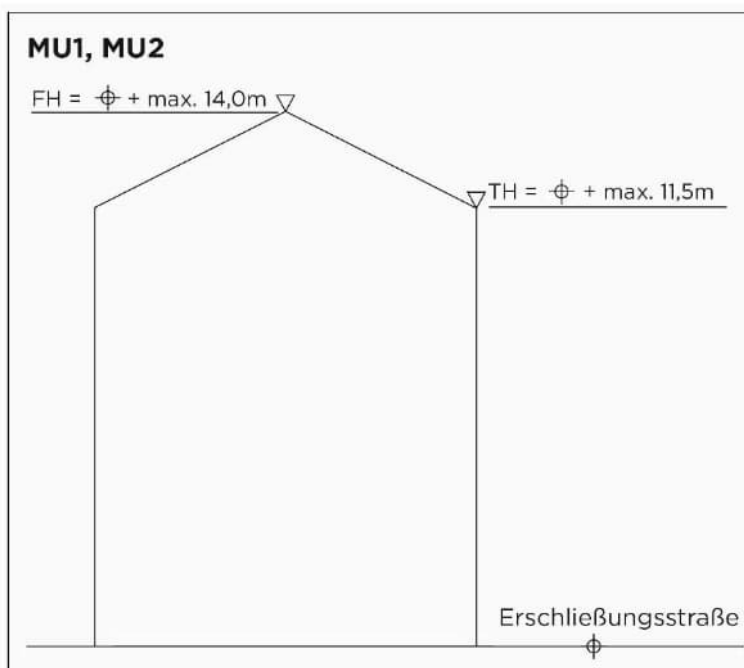 MU1, MU2
FH = ⌖ + max. 14,0m
TH = ⌖ + max. 11,5m
Erschließungsstraße